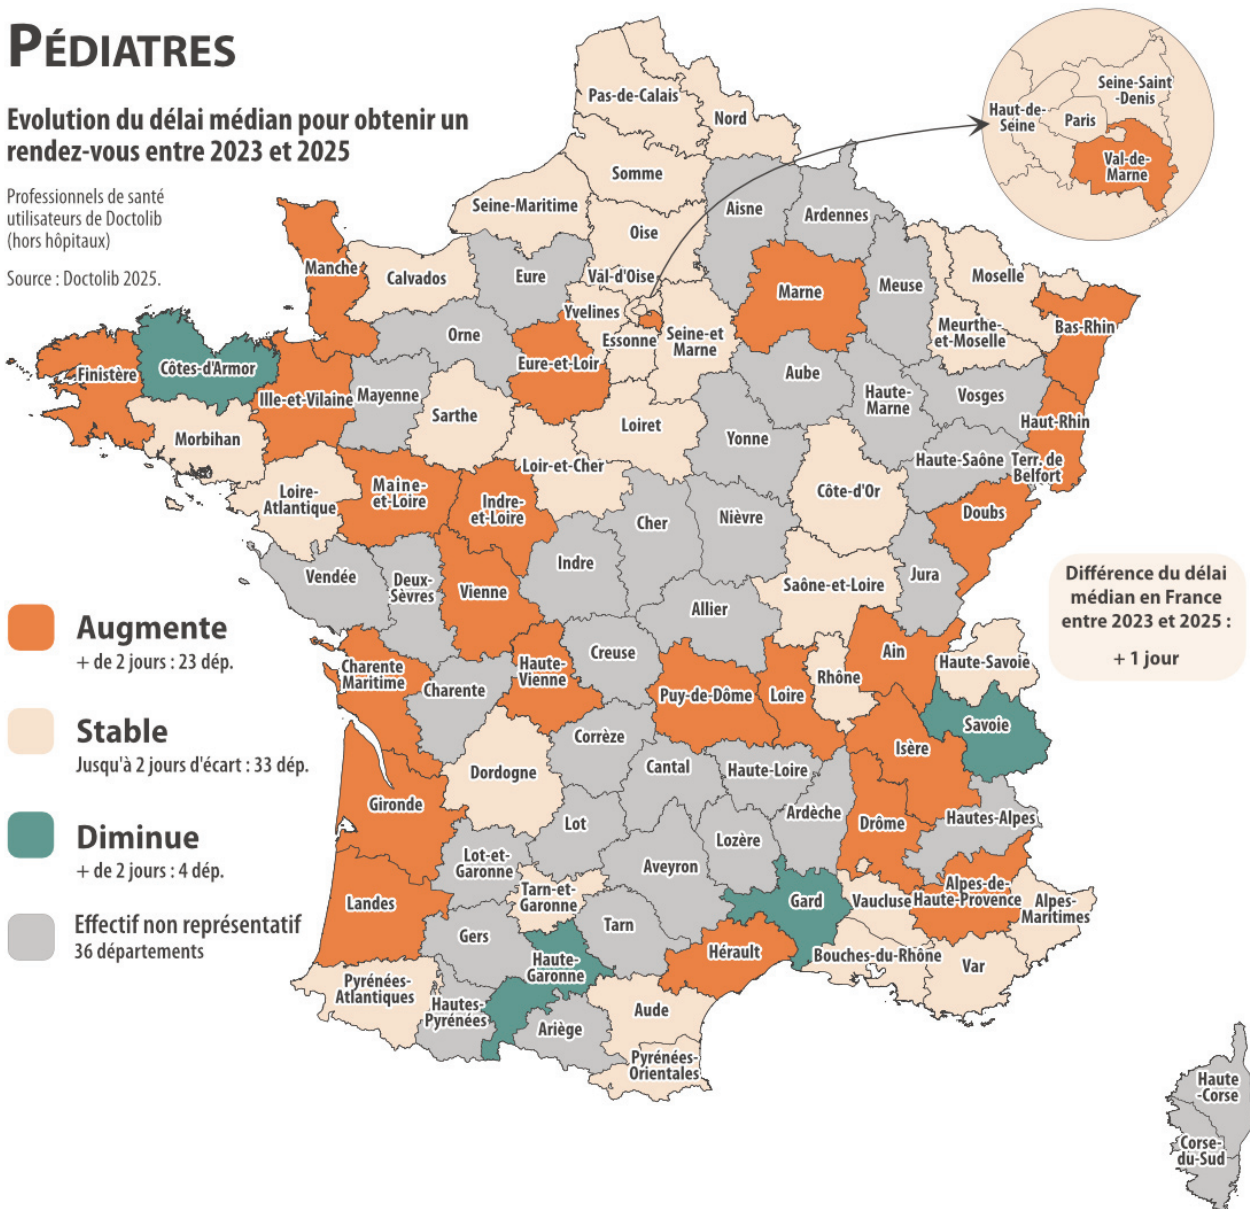 PÉDIATRES
Evolution du délai médian pour obtenir un
rendez-vous entre 2023 et 2025
Professionnels de santé
utilisateurs de Doctolib
(hors hôpitaux)
Source : Doctolib 2025.
Haut-de-
Seine
Paris
Seine-Saint
-Denis
Val-de-
Marne
Pas-de-Calais
Nord
Somme
Seine-Maritime
Oise
Aisne
Ardennes
Manche
Calvados
Eure
Val-d'Oise
Marne
Meuse
Moselle
Meurthe-
et-Moselle
Bas-Rhin
Yvelines
Essonne
Seine-et
Marne
Orne
Eure-et-Loir
Finistère
Côtes-d'Armor
Ille-et-Vilaine
Mayenne
Sarthe
Aube
Haute-
Marne
Vosges
Haut-Rhin
Morbihan
Loiret
Yonne
Loir-et-Cher
Haute-Saône
Terr. de
Belfort
Loire-
Atlantique
Maine-
et-Loire
Indre-
et-Loire
Côte-d'Or
Doubs
Cher
Nièvre
Vendée
Deux-
Sèvres
Vienne
Indre
Saône-et-Loire
Jura
Allier
Différence du délai
médian en France
entre 2023 et 2025 :
+ 1 jour
Augmente
+ de 2 jours : 23 dép.
Stable
Jusqu'à 2 jours d'écart : 33 dép.
Diminue
+ de 2 jours : 4 dép.
Effectif non représentatif
36 départements
Charente
Maritime
Charente
Haute-
Vienne
Creuse
Puy-de-Dôme
Loire
Rhône
Ain
Haute-Savoie
Savoie
Isère
Corrèze
Dordogne
Cantal
Haute-Loire
Ardèche
Drôme
Hautes-Alpes
Gironde
Lot
Lot-et-
Garonne
Aveyron
Lozère
Landes
Tarn-et-
Garonne
Tarn
Gard
Vaucluse
Alpes-de-
Haute-Provence
Alpes-
Maritimes
Gers
Haute-
Garonne
Hérault
Bouches-du-Rhône
Var
Pyrénées-
Atlantiques
Hautes-
Pyrénées
Ariège
Aude
Pyrénées-
Orientales
Haute
-Corse
Corse-
du-Sud